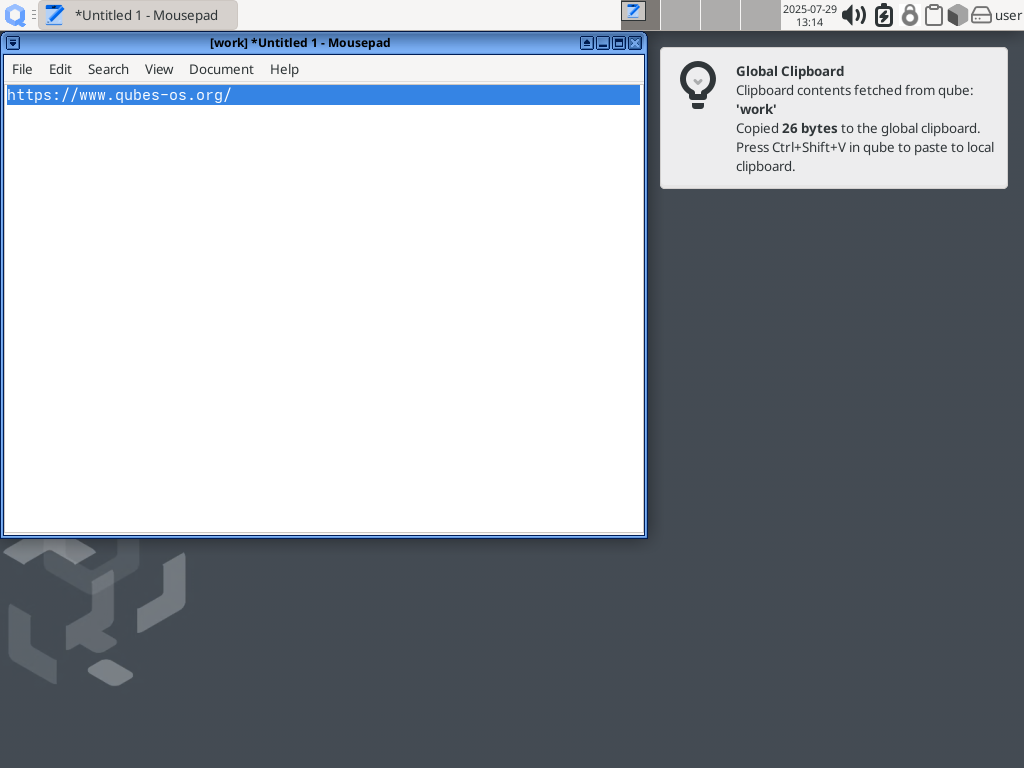 *Untitled 1 - Mousepad
2025-07-29
13:14
user
[work] *Untitled 1 - Mousepad
File Edit Search View Document Help
https://www.qubes-os.org/
Global Clipboard
Clipboard contents fetched from qube:
'work'
Copied 26 bytes to the global clipboard.
Press Ctrl+Shift+V in qube to paste to local
clipboard.